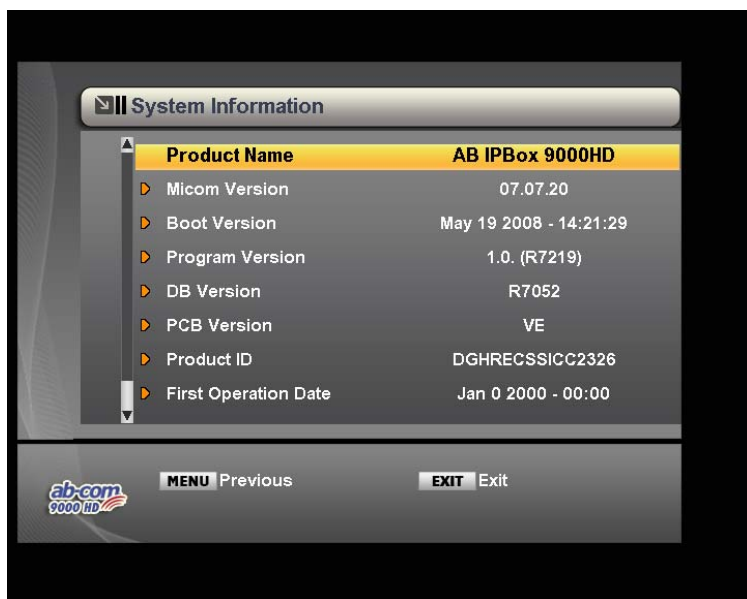 System Information
Product Name AB IPBox 9000HD
Micom Version 07.07.20
Boot Version May 19 2008 - 14:21:29
Program Version 1.0. (R7219)
DB Version R7052
PCB Version VE
Product ID DGHRECSSICC2326
First Operation Date Jan 0 2000 - 00:00
MENU Previous EXIT Exit
ab-com
9000 HD